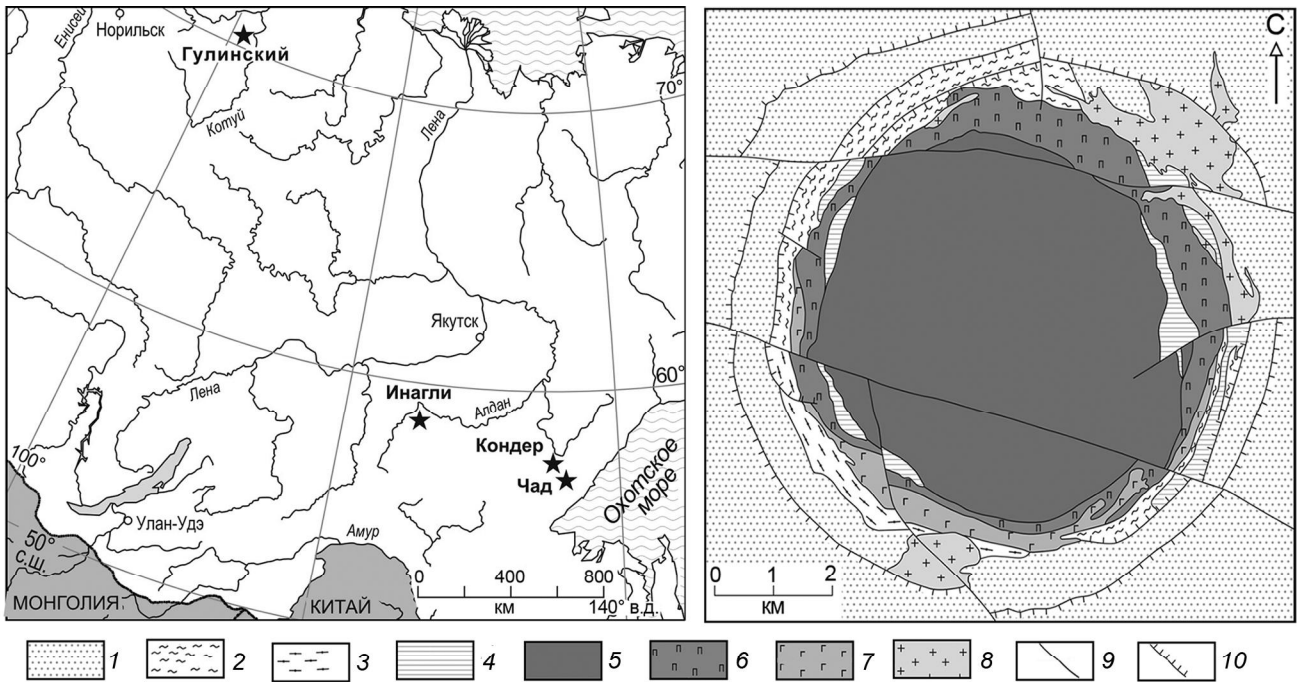 Енисей
Норильск
Гулинский
70°
Котуй
Лена
Якутск
60°
Лена
Инагли
Алдан
Кондер
Чад
Охотское
море
100°
Улан-Удэ
Амур
50°
с.ш.
МОНГОЛИЯ
КИТАЙ
0 400 800
км
140° в.д.
С
0 1 2
км
1 2 3 4 5 6 7 8 9 10